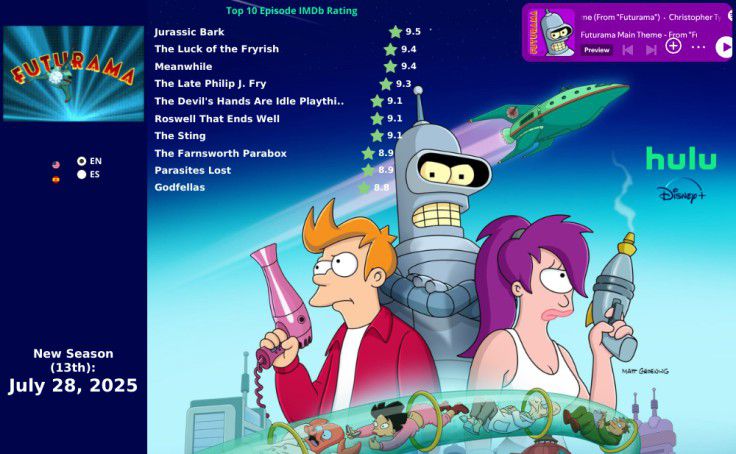 Top 10 Episode IMDb Rating
Jurassic Bark 9.5
The Luck of the Fryrish 9.4
Meanwhile 9.4
The Late Philip J. Fry 9.3
The Devil's Hands Are Idle Playthi.. 9.1
Roswell That Ends Well 9.1
The Sting 9.1
The Farnsworth Parabox 8.9
Parasites Lost 8.9
Godfellas 8.8
FUTURAMA
EN
ES
New Season
(13th):
July 28, 2025
FUTURAMA
me (From "Futurama") - Christopher Ty
Futurama Main Theme - From "Fu
Preview
hulu
Disney+
MATT GROENING